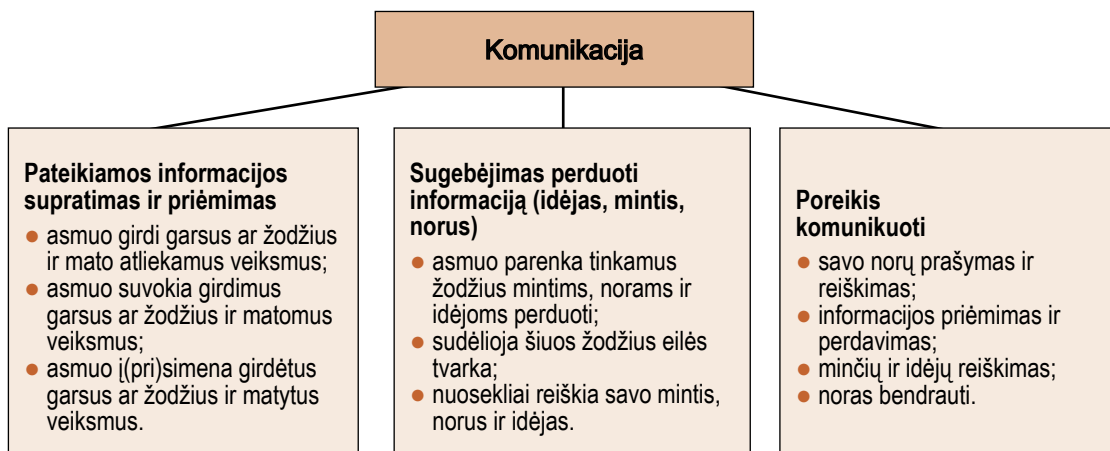 Komunikacija
Pateikiamos informacijos
supratimas ir priėmimas
• asmuo girdi garsus ar žodžius
ir mato atliekamus veiksmus;
• asmuo suvokia girdimus
garsus ar žodžius ir matomus
veiksmus;
• asmuo į(pri)simena girdėtus
garsus ar žodžius ir matytus
veiksmus.
Sugebėjimas perduoti
informaciją (idėjas, mintis,
norus)
• asmuo parenka tinkamus
žodžius mintims, norams ir
idėjoms perduoti;
• sudėlioja šiuos žodžius eilės
tvarka;
• nuosekliai reiškia savo mintis,
norus ir idėjas.
Poreikis
komunikuoti
• savo norų prašymas ir
reiškimas;
• informacijos priėmimas ir
perdavimas;
• minčių ir idėjų reiškimas;
• noras bendrauti.